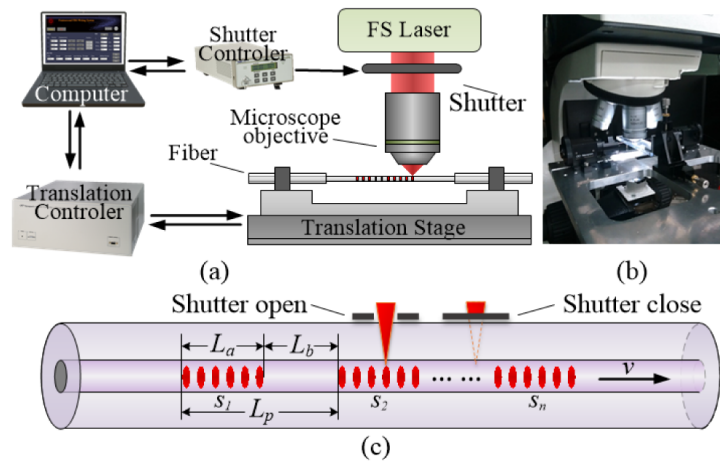 (a)
Shutter
Controler
FS Laser
Computer
Shutter
Microscope
objective
Fiber
Translation
Controler
Translation Stage
(a)
(b)
Shutter open
Shutter close
La
Lb
... ...
v
s1
Lp
s2
sn
(c)